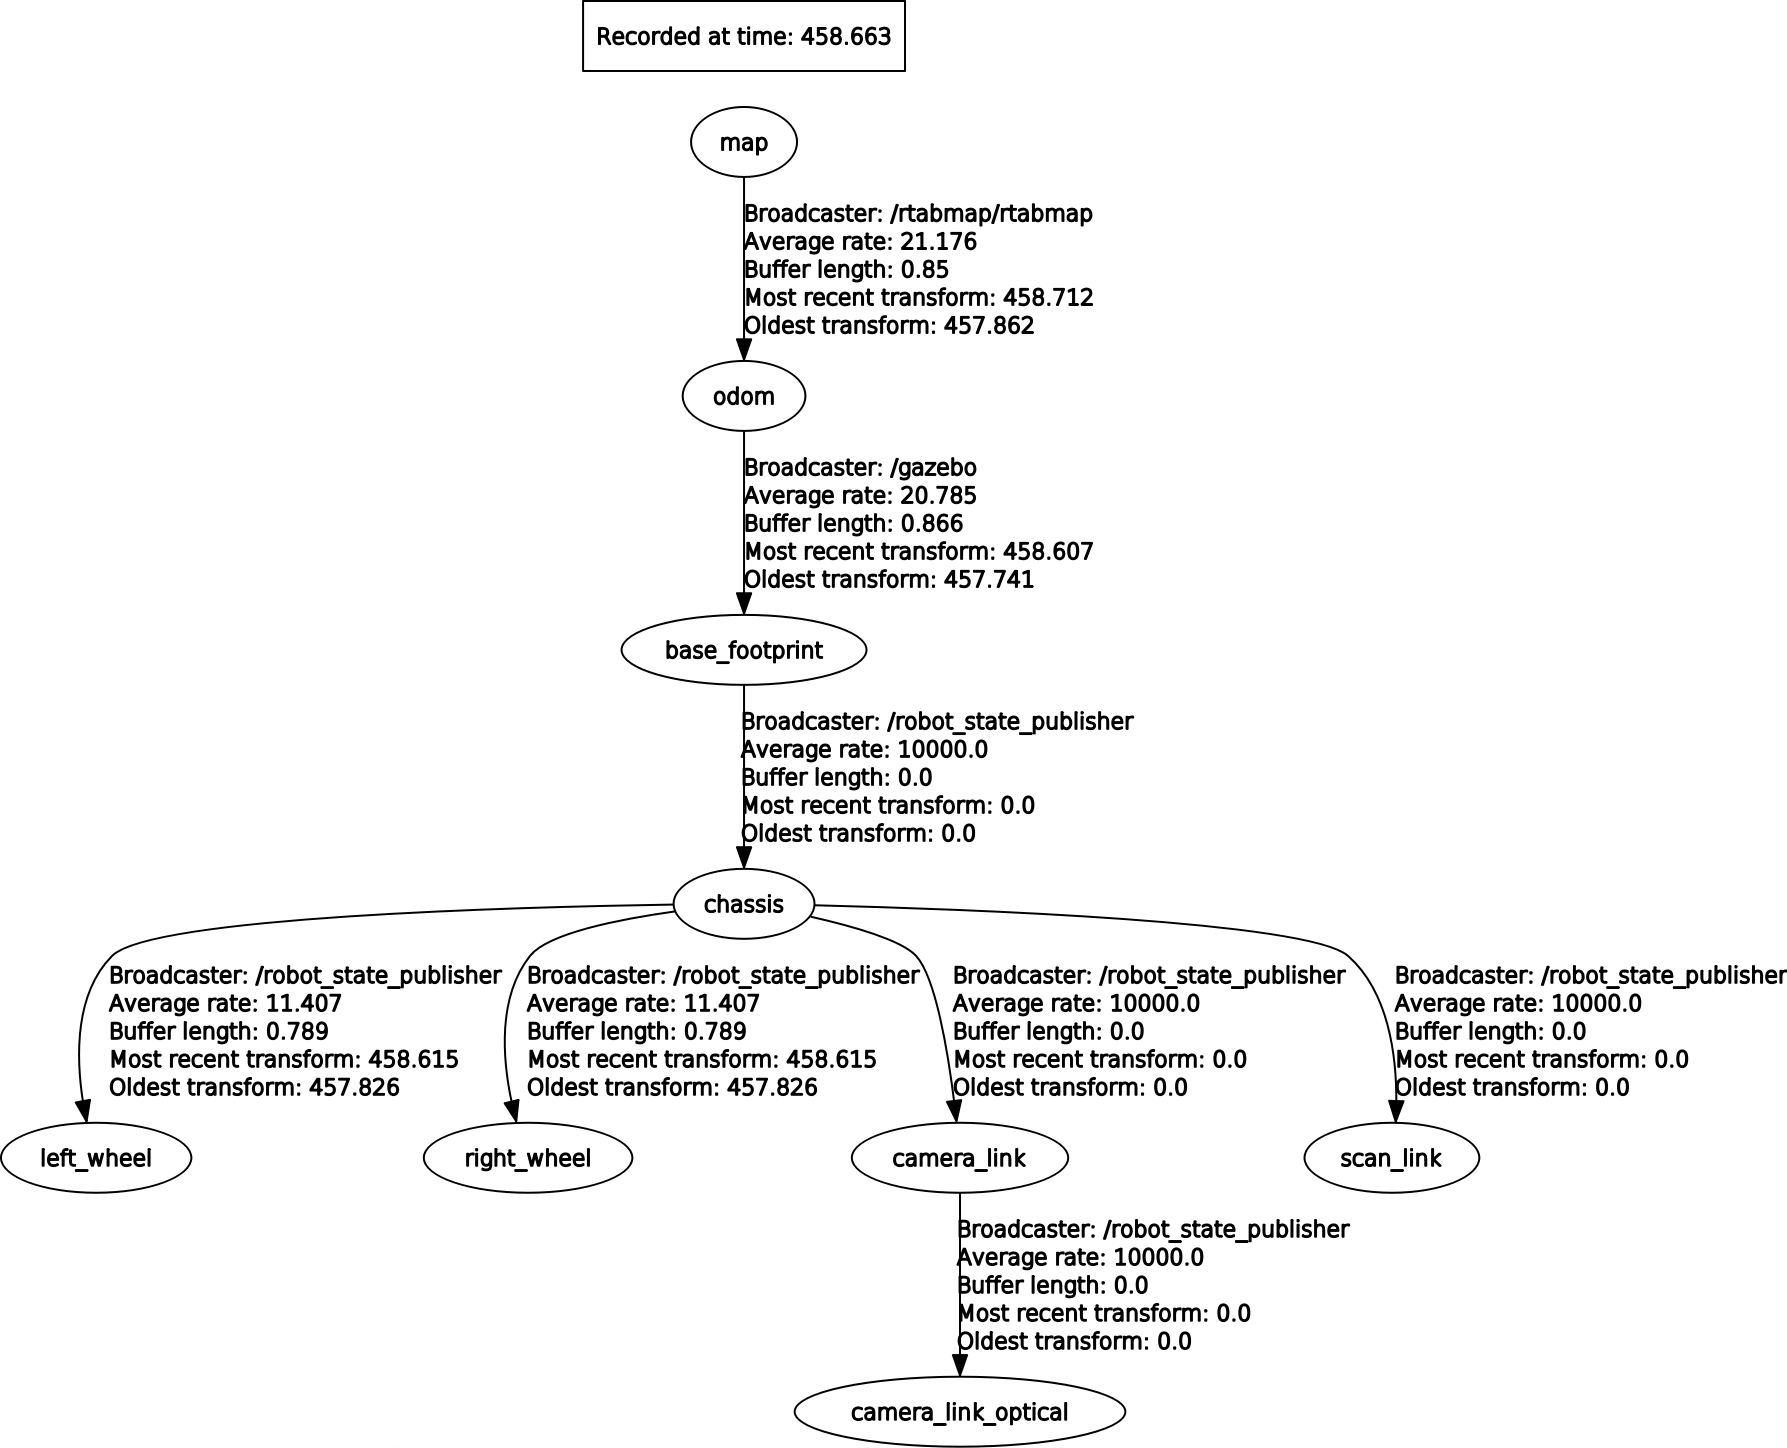 Recorded at time: 458.663
map
Broadcaster: /rtabmap/rtabmap
Average rate: 21.176
Buffer length: 0.85
Most recent transform: 458.712
Oldest transform: 457.862
odom
Broadcaster: /gazebo
Average rate: 20.785
Buffer length: 0.866
Most recent transform: 458.607
Oldest transform: 457.741
base_footprint
Broadcaster: /robot_state_publisher
Average rate: 10000.0
Buffer length: 0.0
Most recent transform: 0.0
Oldest transform: 0.0
chassis
Broadcaster: /robot_state_publisher
Average rate: 11.407
Buffer length: 0.789
Most recent transform: 458.615
Oldest transform: 457.826
Broadcaster: /robot_state_publisher
Average rate: 11.407
Buffer length: 0.789
Most recent transform: 458.615
Oldest transform: 457.826
Broadcaster: /robot_state_publisher
Average rate: 10000.0
Buffer length: 0.0
Most recent transform: 0.0
Oldest transform: 0.0
Broadcaster: /robot_state_publisher
Average rate: 10000.0
Buffer length: 0.0
Most recent transform: 0.0
Oldest transform: 0.0
left_wheel
right_wheel
camera_link
scan_link
Broadcaster: /robot_state_publisher
Average rate: 10000.0
Buffer length: 0.0
Most recent transform: 0.0
Oldest transform: 0.0
camera_link_optical